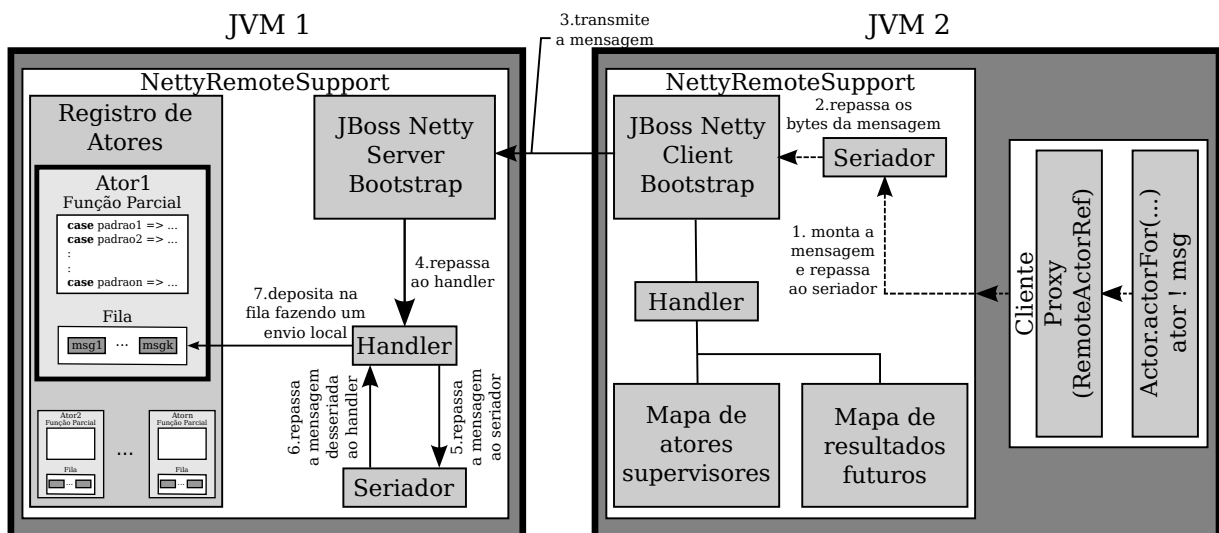 JVM 1
NettyRemoteSupport
Registro de
Atores
Ator1
Função Parcial
case padrao1 => ...
case padrao2 => ...
:
:
case padraon => ...
Fila
msg1
...
msgk
Ator2
Função Parcial
Fila
...
...
Atorn
Função Parcial
Fila
...
JBoss Netty
Server
Bootstrap
4.repassa
ao handler
7.deposita na
fila fazendo um
envio local
Handler
6.repassa
a mensagem
desseriada
ao handler
5.repassa
a mensagem
ao seriador
Seriador
3.transmite
a mensagem
JVM 2
NettyRemoteSupport
JBoss Netty
Client
Bootstrap
2.repassa os
bytes da mensagem
Seriador
1. monta a
mensagem
e repassa
ao seriador
Handler
Mapa de
atores
supervisores
Mapa de
resultados
futuros
Cliente
Proxy
(RemoteActorRef)
Actor.actorFor(...)
ator ! msg